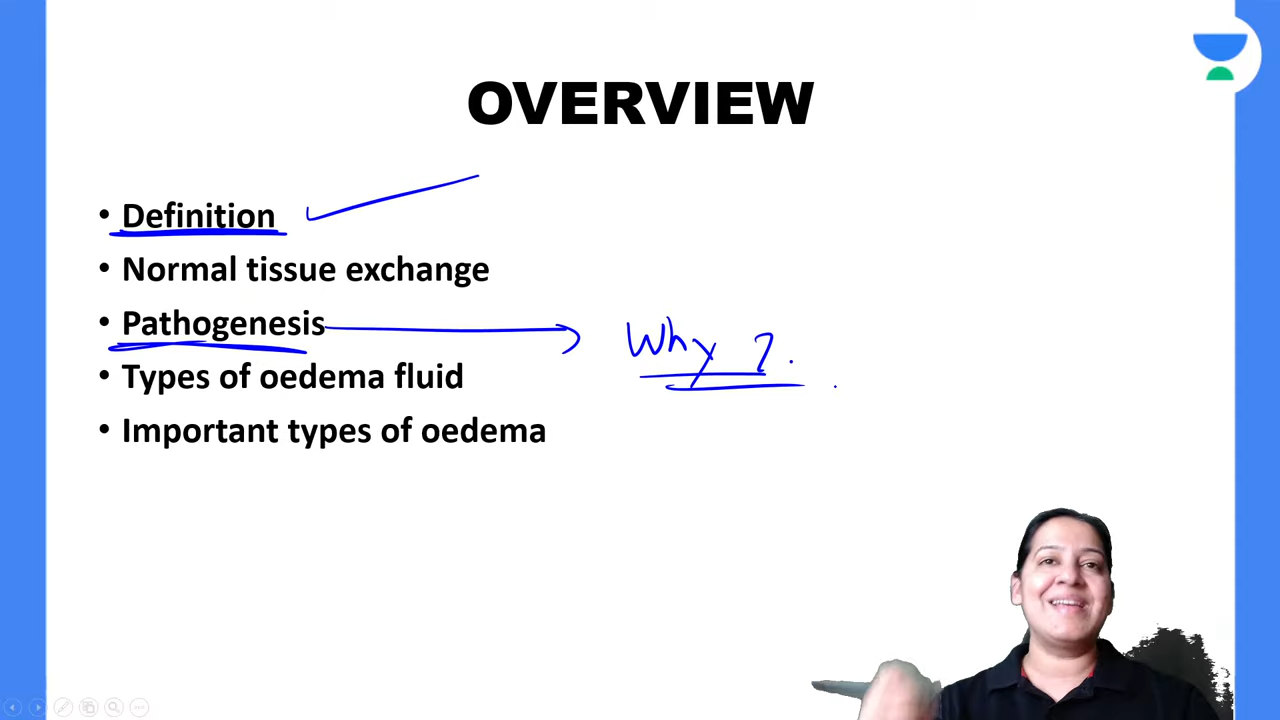 OVERVIEW
• Definition
• Normal tissue exchange
• Pathogenesis
Why ?.
• Types of oedema fluid
• Important types of oedema